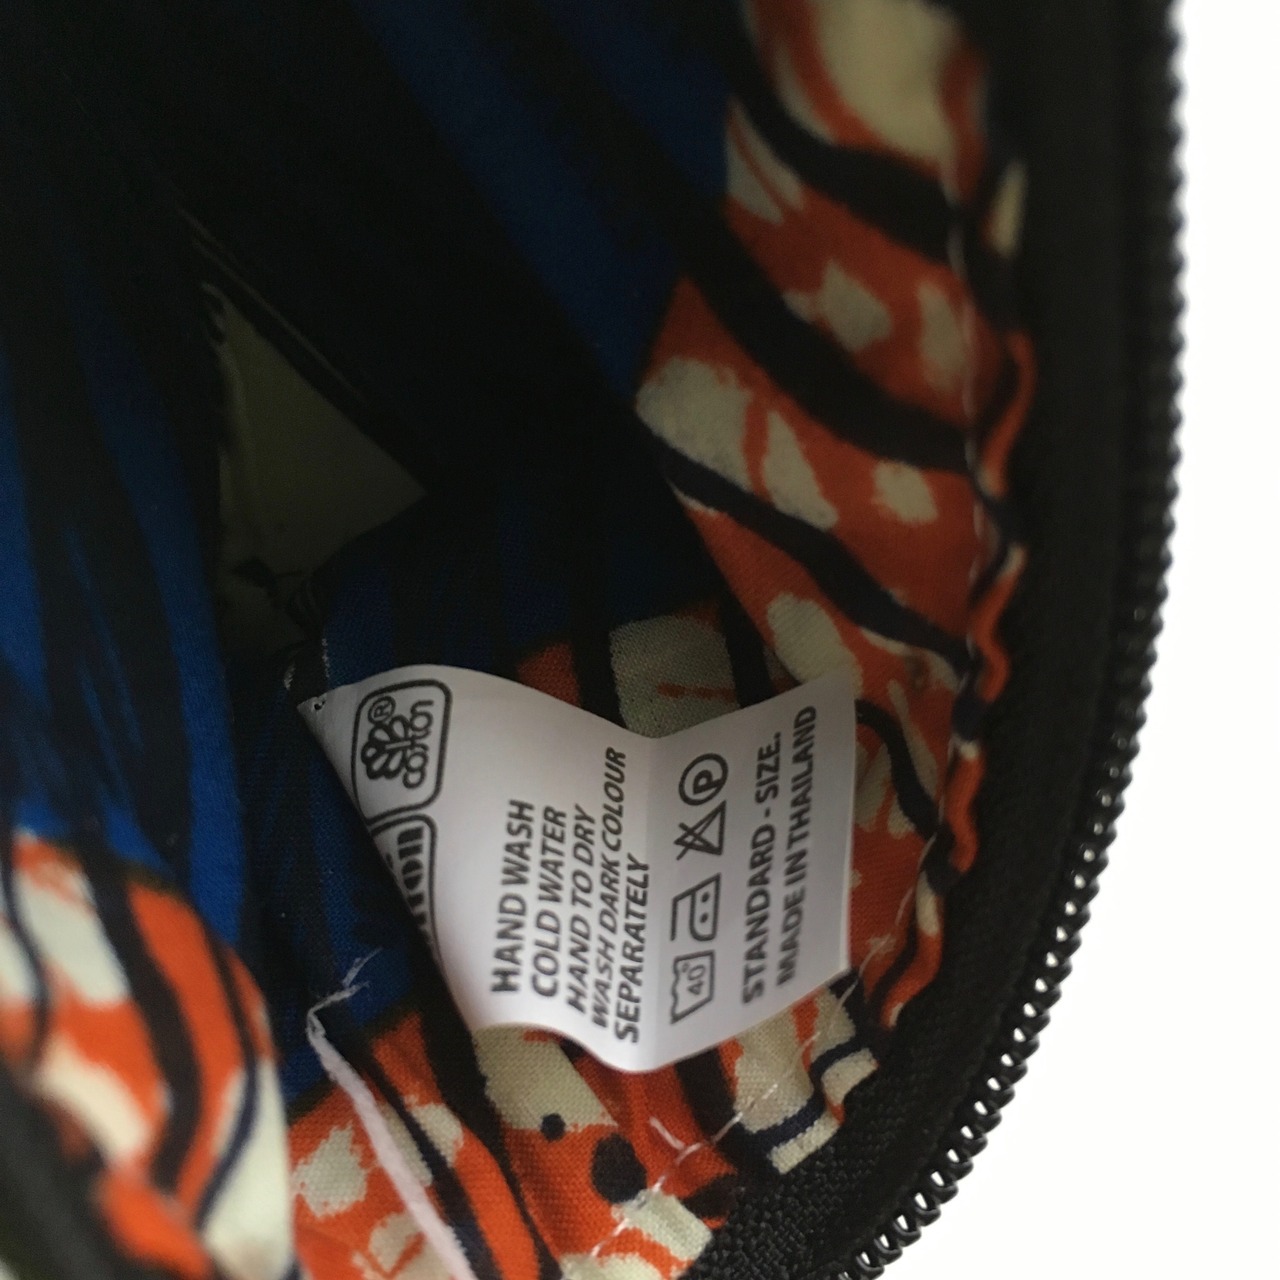 ® cotton
HAND WASH
COLD WATER
HAND TO DRY
WASH DARK COLOUR
SEPARATELY
40°
P
STANDARD - SIZE.
MADE IN THAILAND